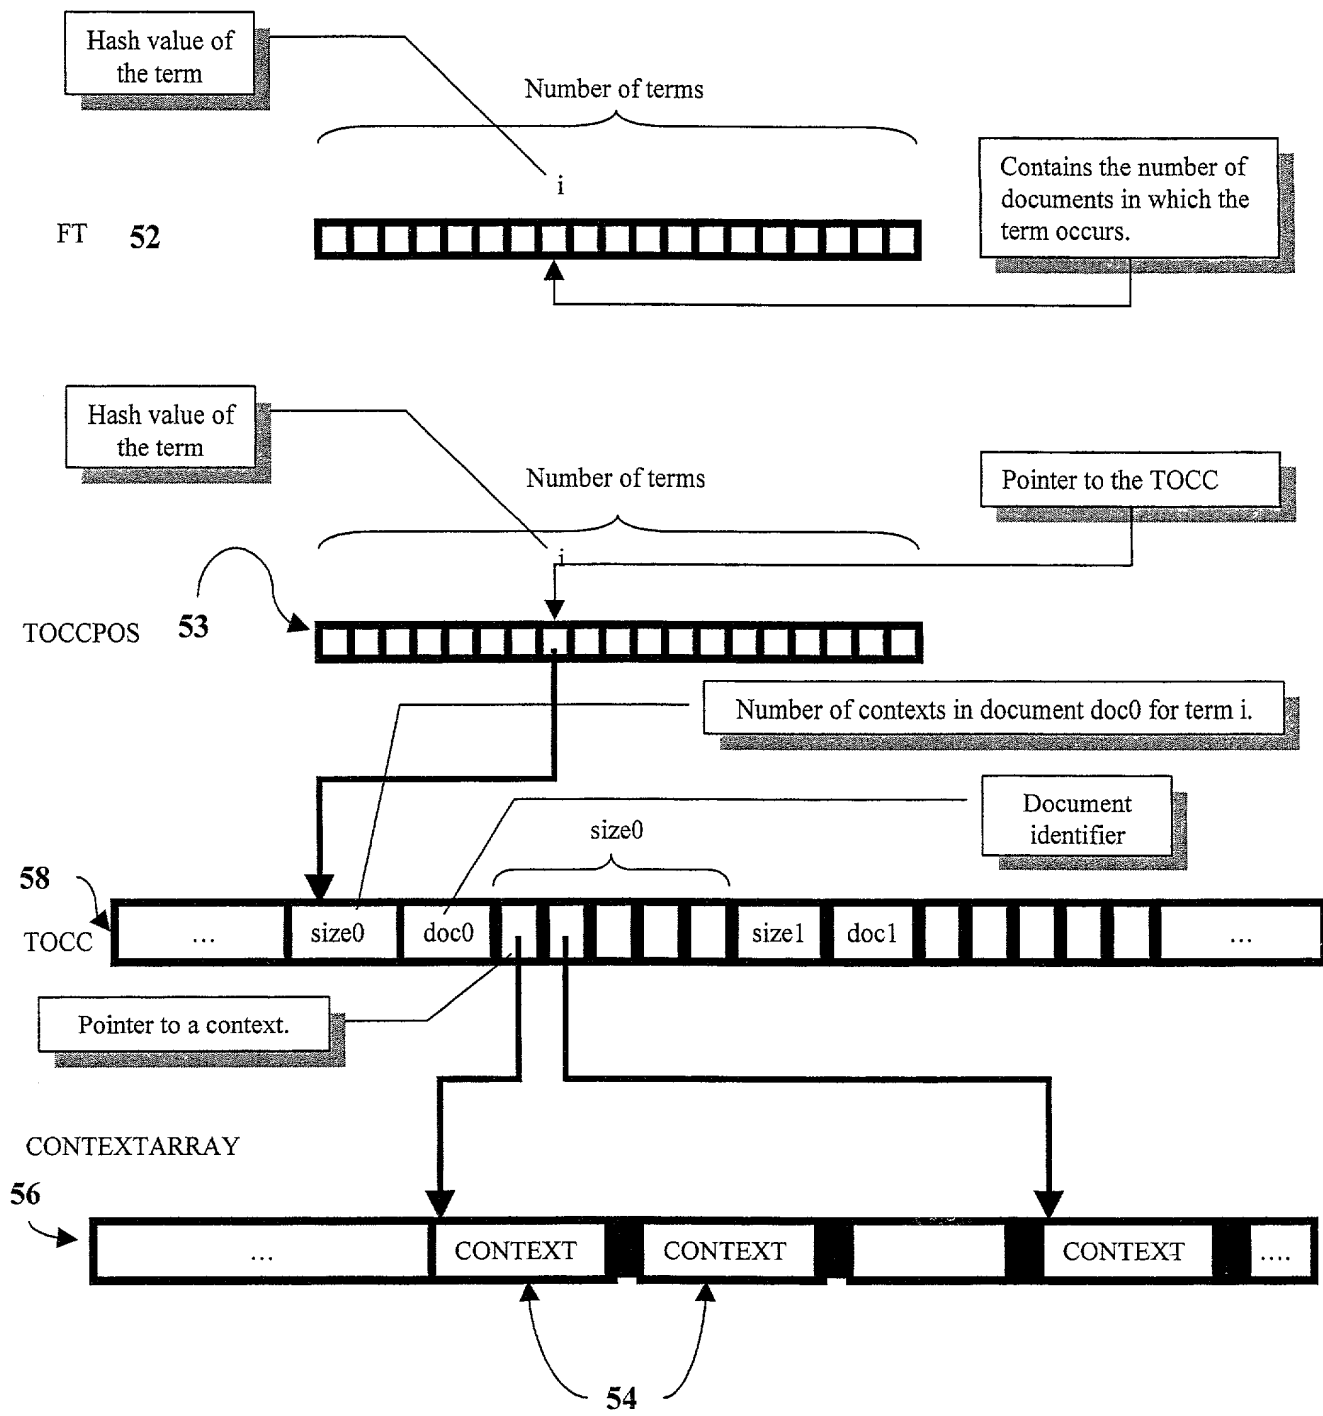 Hash value of
the term
Number of terms
i
Contains the number of
documents in which the
term occurs.
FT 52
Hash value of
the term
Number of terms
Pointer to the TOCC
i
TOCCPOS 53
Number of contexts in document doc0 for term i.
Document
identifier
size0
58
TOCC
... size0 doc0 size1 doc1 ...
Pointer to a context.
CONTEXTARRAY
56
... CONTEXT CONTEXT CONTEXT ....
54